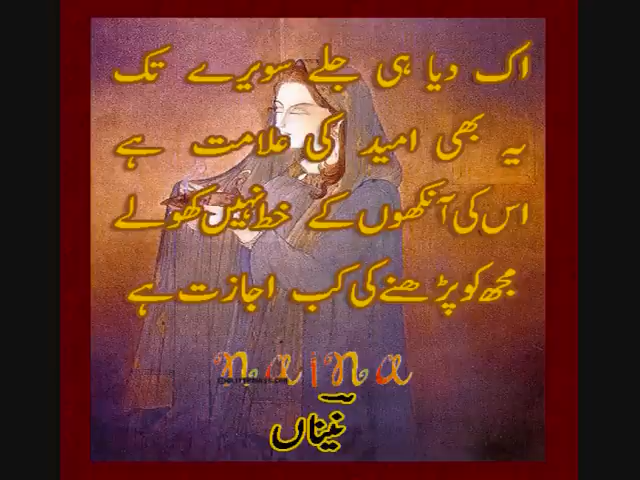 اک دیا ہی جلے سویرے تک
یہ بھی امید کی علامت ہے
اس کی آنکھوں کے خط نہیں کھولے
مجھ کو پڑھنے کی کب اجازت ہے
naina
نیناں